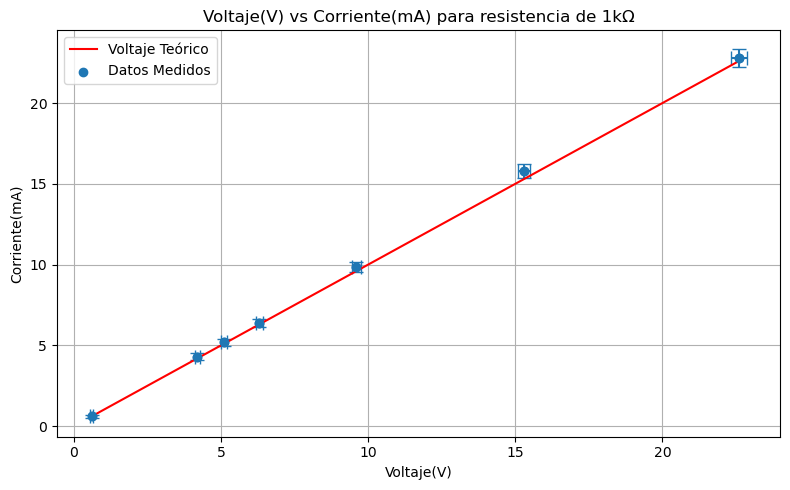 Voltaje(V) vs Corriente(mA) para resistencia de 1kΩ
Voltaje Teórico
Datos Medidos
Corriente(mA)
20
15
10
5
0
0 5 10 15 20
Voltaje(V)